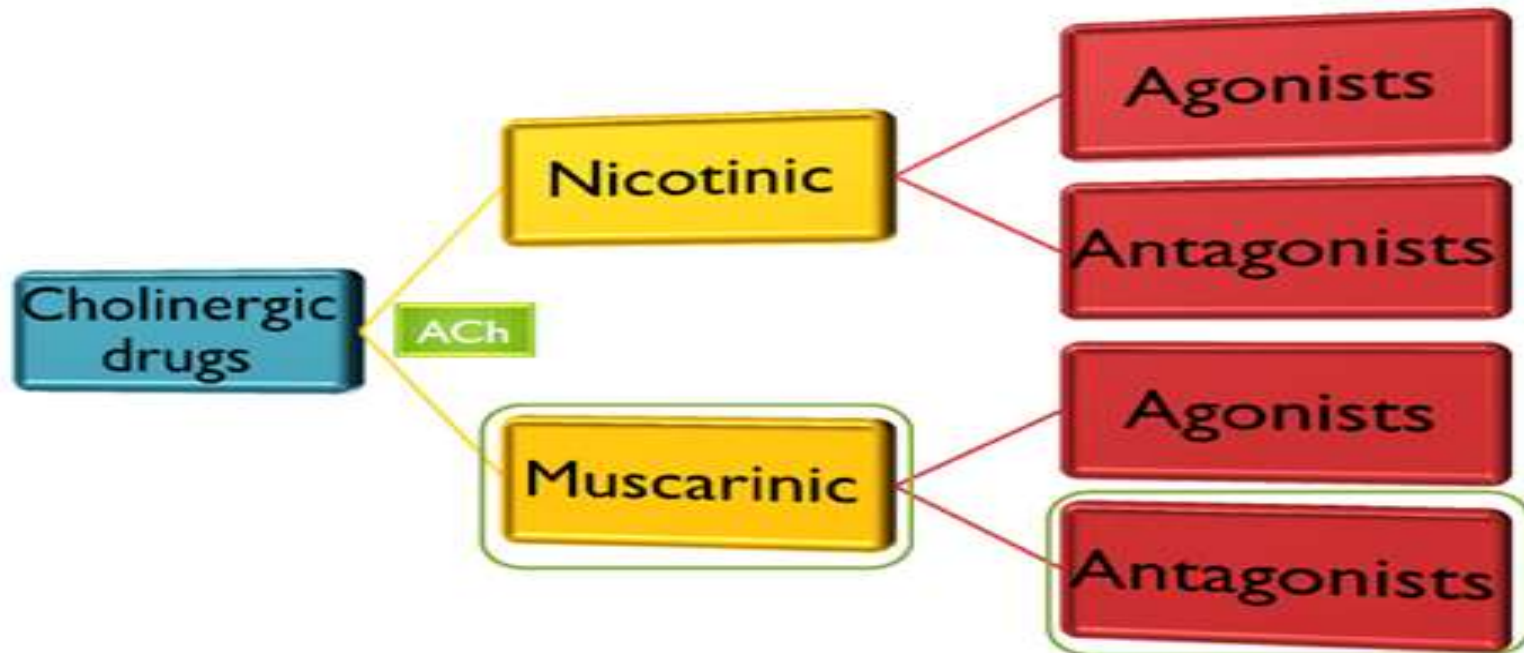 Cholinergic
drugs
ACh
Nicotinic
Muscarinic
Agonists
Antagonists
Agonists
Antagonists